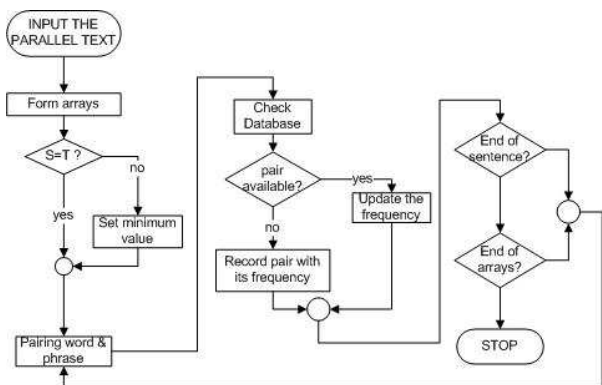 INPUT THE
PARALLEL TEXT
Form arrays
S=T ?
no
yes
Set minimum
value
Pairing word &
phrase
Check
Database
pair
available?
yes
Update the
frequency
no
Record pair with
its frequency
End of
sentence?
End of
arrays?
STOP